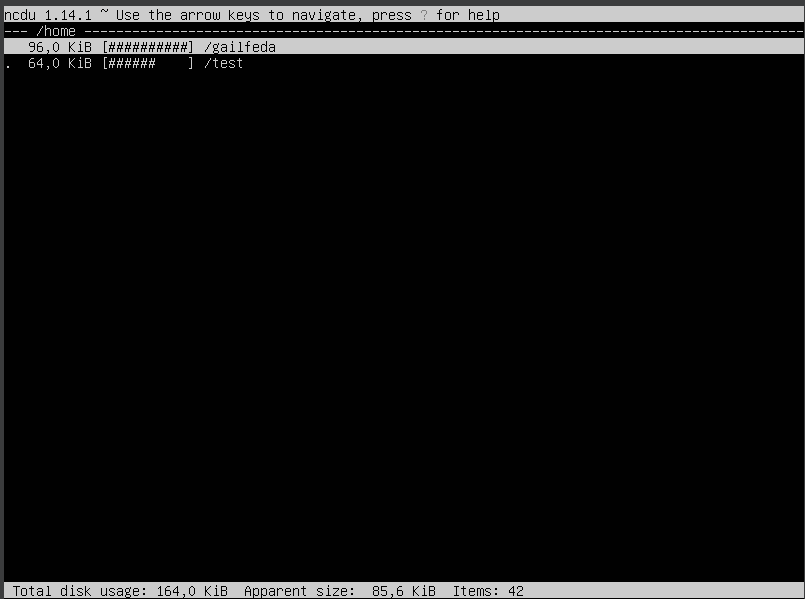 ncdu 1.14.1 ~ Use the arrow keys to navigate, press ? for help
--- /home ------------------------------------------------------------------------------------------
   96,0 KiB [##########] /gailfeda
.  64,0 KiB [######    ] /test
Total disk usage: 164,0 KiB  Apparent size:  85,6 KiB  Items: 42